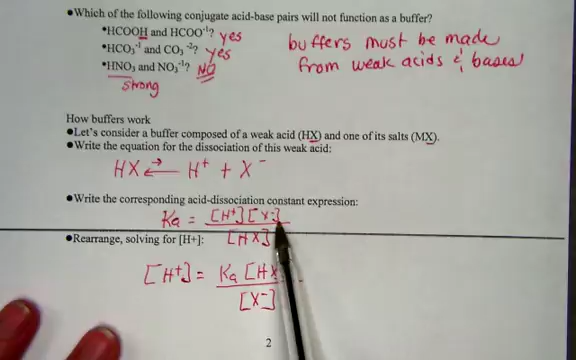 ●Which of the following conjugate acid-base pairs will not function as a buffer?
•HCOOH and HCOO⁻¹? yes
•HCO₃⁻¹ and CO₃⁻²? yes
•HNO₃ and NO₃⁻¹? NO
strong
buffers must be made
from weak acids & bases
How buffers work
●Let's consider a buffer composed of a weak acid (HX) and one of its salts (MX).
●Write the equation for the dissociation of this weak acid:
HX ⇄ H⁺ + X⁻
●Write the corresponding acid-dissociation constant expression:
Ka = [H⁺][X⁻]
[HX]
●Rearrange, solving for [H+]:
[H⁺] = Ka [HX
[X⁻]
2